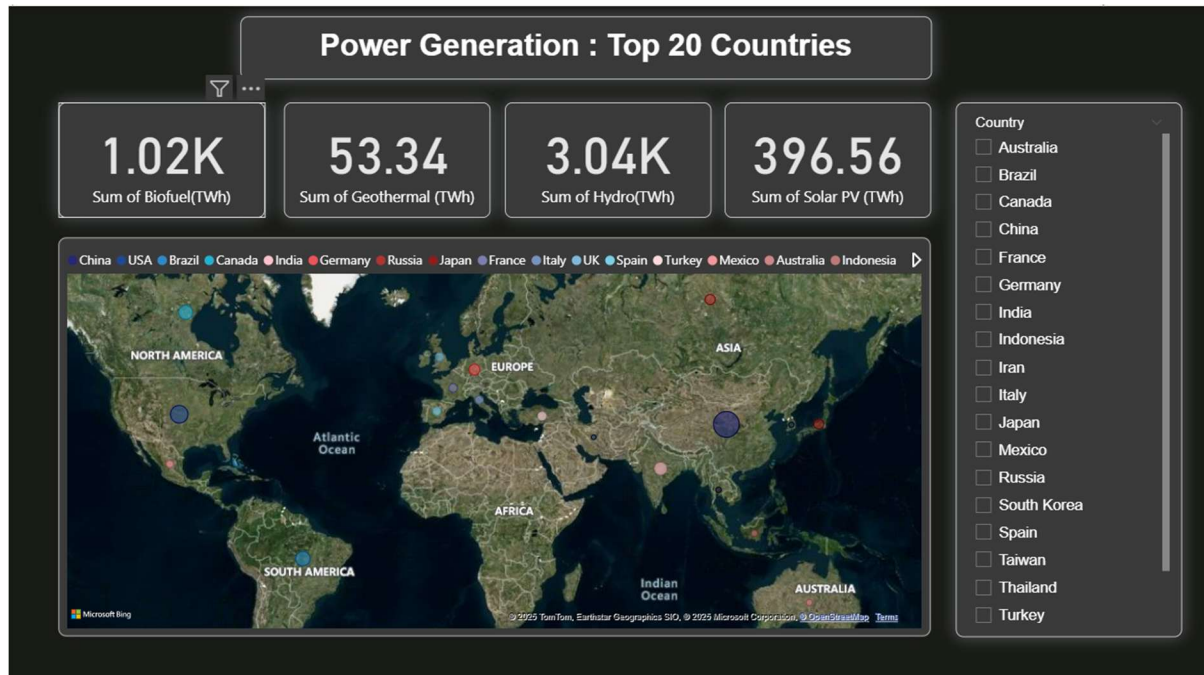 Power Generation : Top 20 Countries
1.02K
Sum of Biofuel(TWh)
53.34
Sum of Geothermal (TWh)
3.04K
Sum of Hydro(TWh)
396.56
Sum of Solar PV (TWh)
China USA Brazil Canada India Germany Russia Japan France Italy UK Spain Turkey Mexico Australia Indonesia
NORTH AMERICA
EUROPE
ASIA
Atlantic
Ocean
AFRICA
SOUTH AMERICA
Indian
Ocean
AUSTRALIA
Microsoft Bing
© 2025 TomTom, Earthstar Geographics SIO, © 2025 Microsoft Corporation, © OpenStreetMap Terms
Country
Australia
Brazil
Canada
China
France
Germany
India
Indonesia
Iran
Italy
Japan
Mexico
Russia
South Korea
Spain
Taiwan
Thailand
Turkey